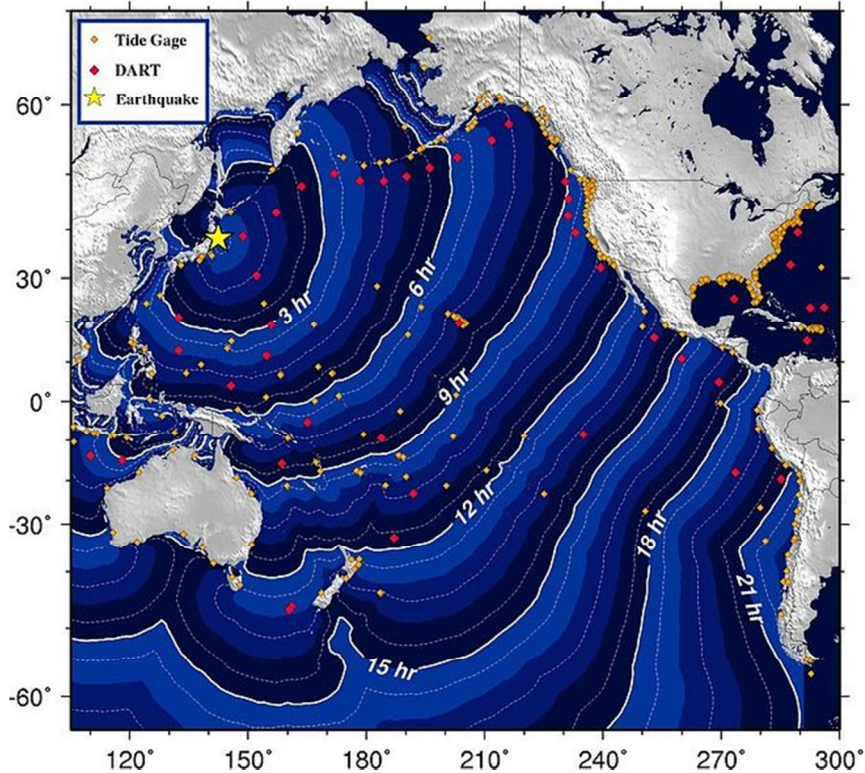 Tide Gage
DART
Earthquake
60°
30°
0°
-30°
-60°
3 hr
6 hr
9 hr
12 hr
15 hr
18 hr
21 hr
120°
150°
180°
210°
240°
270°
300°